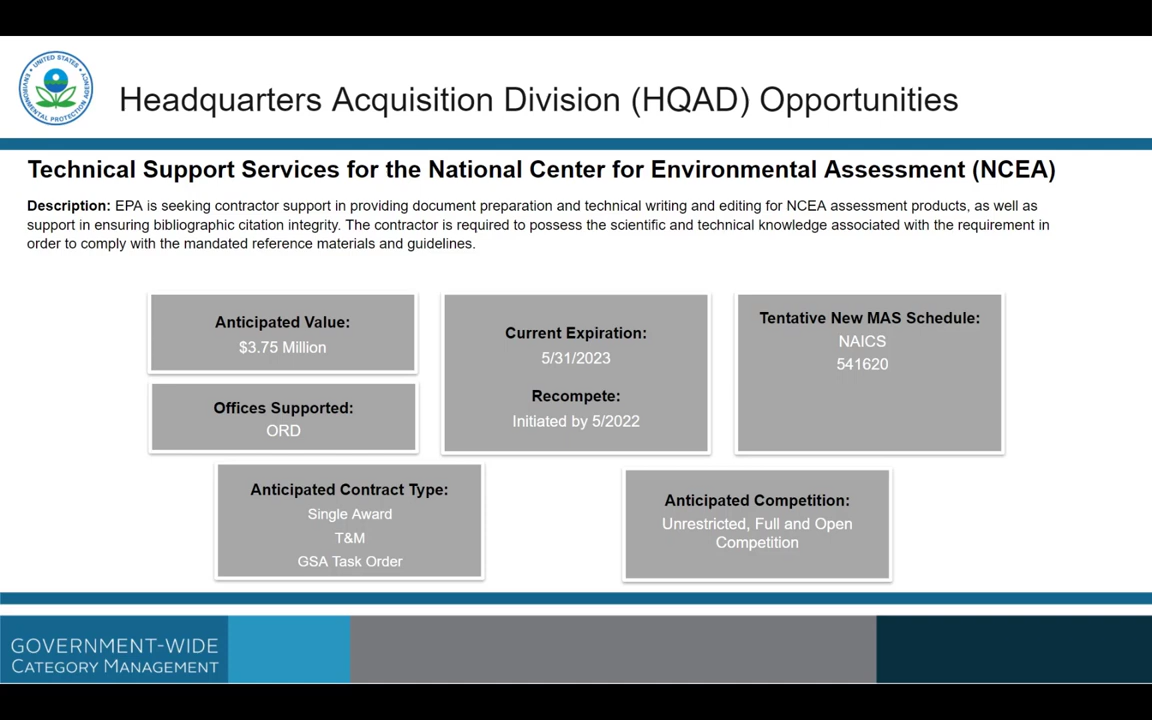 UNITED STATES
ENVIRONMENTAL PROTECTION AGENCY
Headquarters Acquisition Division (HQAD) Opportunities
Technical Support Services for the National Center for Environmental Assessment (NCEA)
Description: EPA is seeking contractor support in providing document preparation and technical writing and editing for NCEA assessment products, as well as
support in ensuring bibliographic citation integrity. The contractor is required to possess the scientific and technical knowledge associated with the requirement in
order to comply with the mandated reference materials and guidelines.
Anticipated Value:
$3.75 Million
Offices Supported:
ORD
Current Expiration:
5/31/2023
Recompete:
Initiated by 5/2022
Tentative New MAS Schedule:
NAICS
541620
Anticipated Contract Type:
Single Award
T&M
GSA Task Order
Anticipated Competition:
Unrestricted, Full and Open
Competition
GOVERNMENT-WIDE
CATEGORY MANAGEMENT